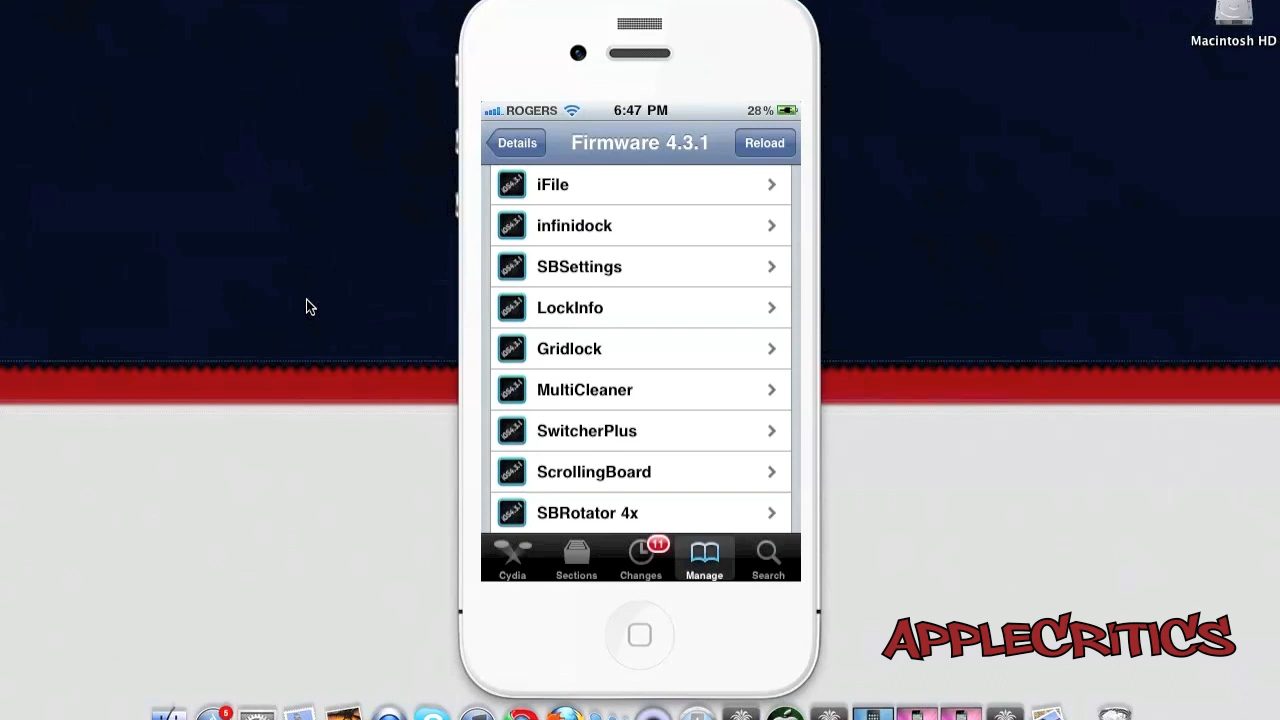 Macintosh HD
ROGERS 6:47 PM 28%
Details Firmware 4.3.1 Reload
iFile
infinidock
SBSettings
LockInfo
Gridlock
MultiCleaner
SwitcherPlus
ScrollingBoard
SBRotator 4x
11
Cydia Sections Changes Manage Search
APPLECRITICS
5